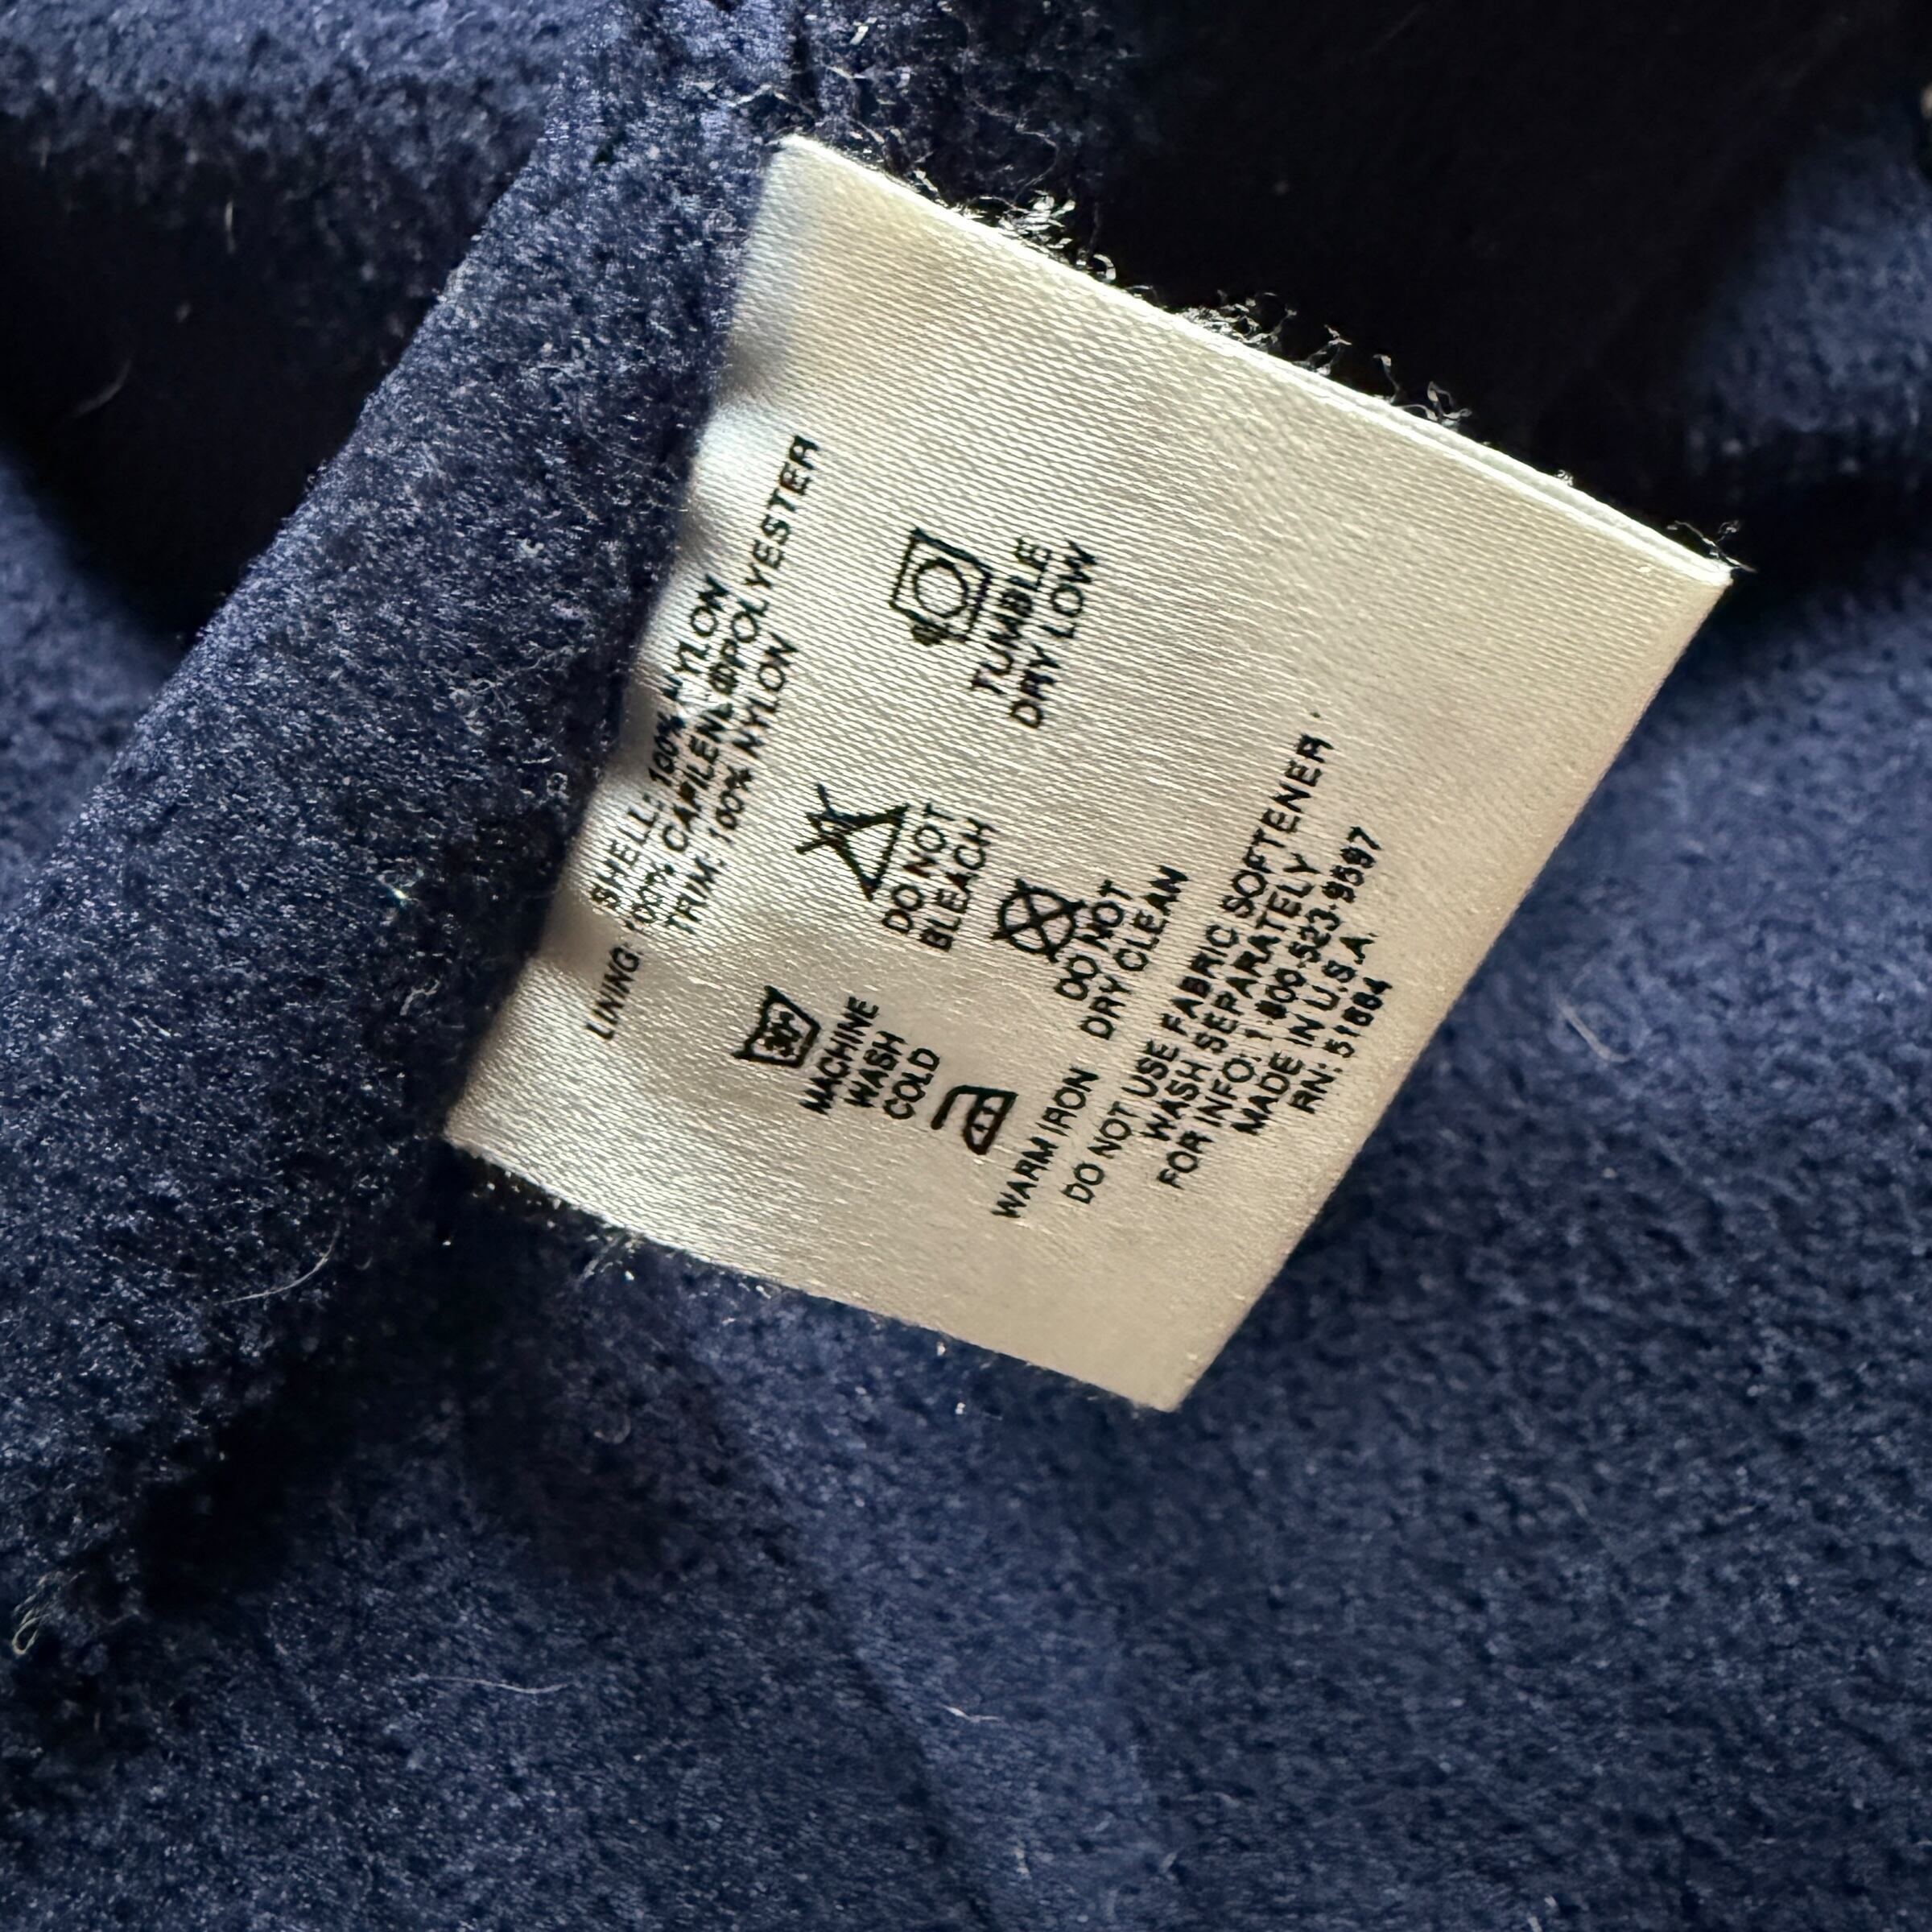 SHELL: 100% NYLON
LINING: 100% CAPILENE®POLYESTER
TRIM: 100% NYLON
MACHINE
WASH
COLD
DO NOT
BLEACH
TUMBLE
DRY LOW
WARM IRON
DO NOT
DRY CLEAN
DO NOT USE FABRIC SOFTENER
WASH SEPARATELY
FOR INFO: 1-800-523-9597
MADE IN U.S.A.
RN: 51884